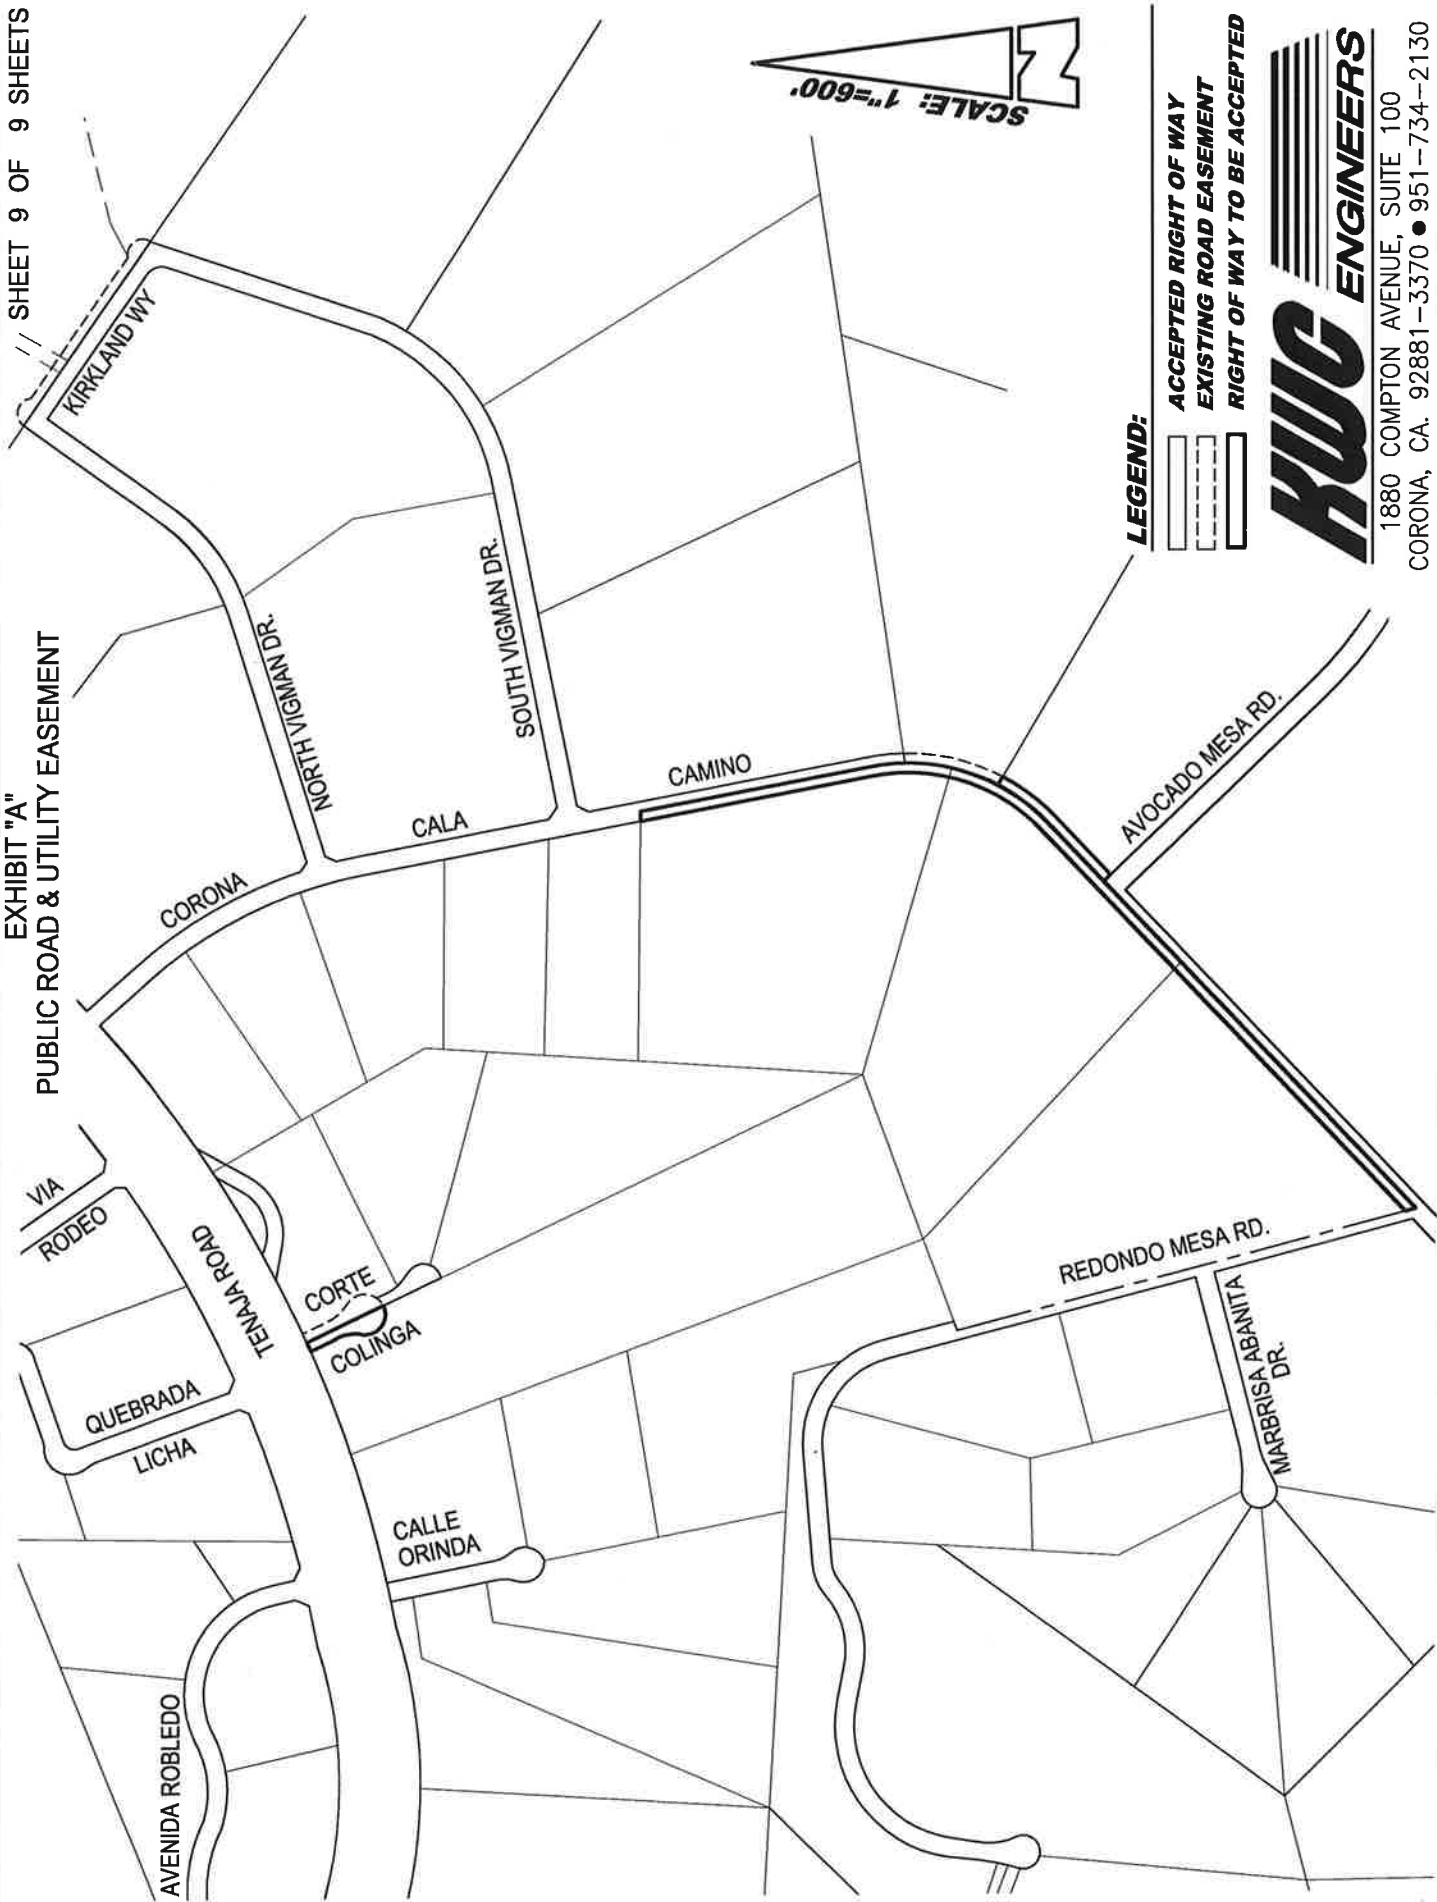 SHEET 9 OF 9 SHEETS
EXHIBIT "A"
PUBLIC ROAD & UTILITY EASEMENT
KIRKLAND WY
NORTH VIGMAN DR.
SOUTH VIGMAN DR.
CORONA
CALA
CAMINO
AVOCADO MESA RD.
VIA
RODEO
TENAJA ROAD
CORTE
COLINGA
QUEBRADA
LICHA
CALLE
ORINDA
AVENIDA ROBLEDO
REDONDO MESA RD.
MARBRISA ABANITA
DR.
SCALE: 1"=600'
N
LEGEND:
ACCEPTED RIGHT OF WAY
EXISTING ROAD EASEMENT
RIGHT OF WAY TO BE ACCEPTED
KWC ENGINEERS
1880 COMPTON AVENUE, SUITE 100
CORONA, CA. 92881-3370 • 951-734-2130